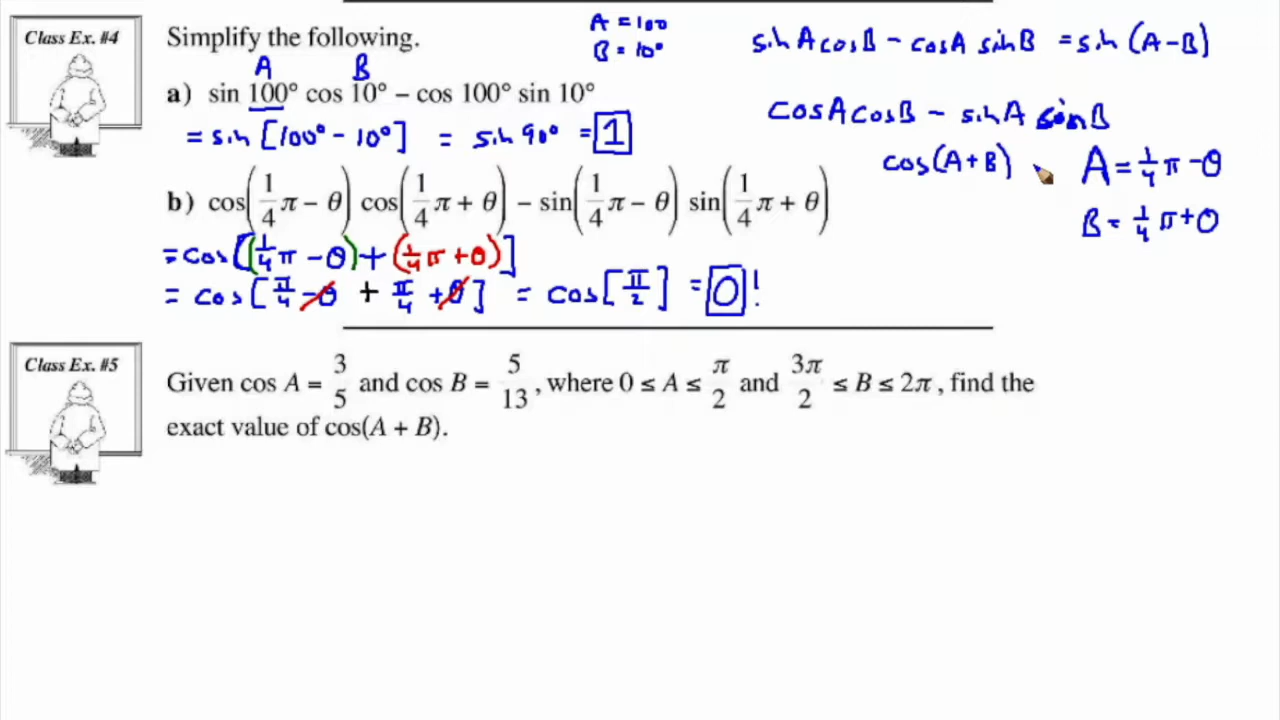 Class Ex. #4
Simplify the following.
A = 100
B = 10°
sin A cos B - cos A sin B = sin (A - B)
A B
a) sin 100° cos 10° – cos 100° sin 10°
= sin [100° - 10°] = sin 90° = 1
cos A cos B - sin A sin B
cos(A + B)
A = 1/4 π - θ
B = 1/4 π + θ
b) cos(1/4 π – θ) cos(1/4 π + θ) – sin(1/4 π – θ) sin(1/4 π + θ)
= cos[(1/4 π - θ) + (1/4 π + θ)]
= cos [π/4 - θ + π/4 + θ] = cos [π/2] = 0!
Class Ex. #5
Given cos A = 3/5 and cos B = 5/13, where 0 ≤ A ≤ π/2 and 3π/2 ≤ B ≤ 2π, find the
exact value of cos(A + B).